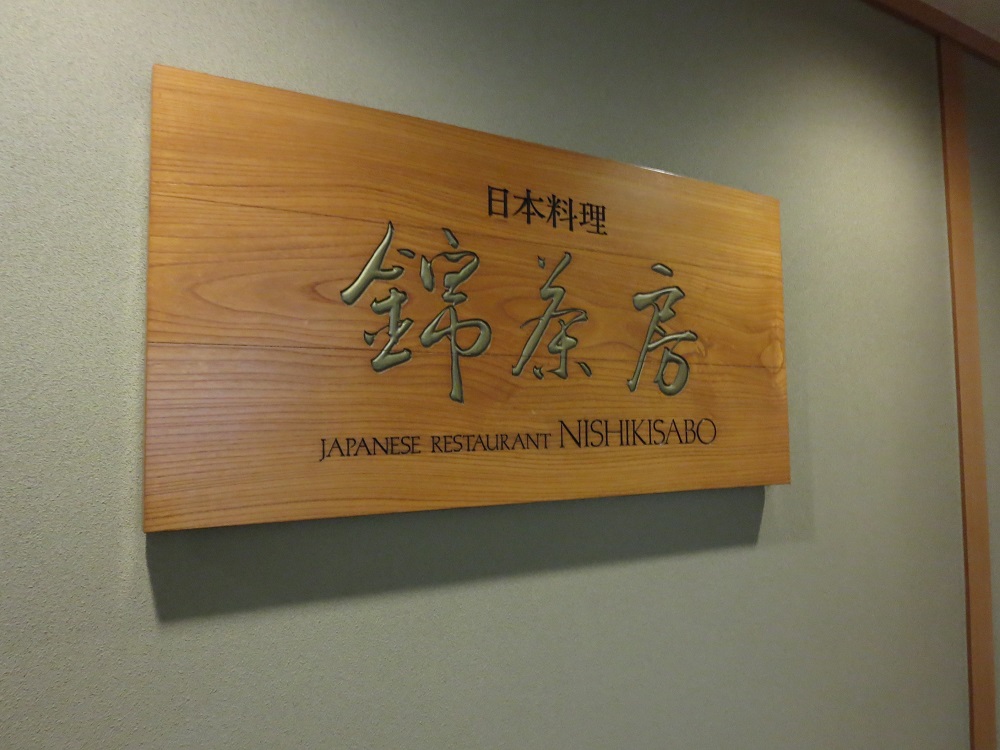 日本料理
錦茶房
JAPANESE RESTAURANT NISHIKISABO